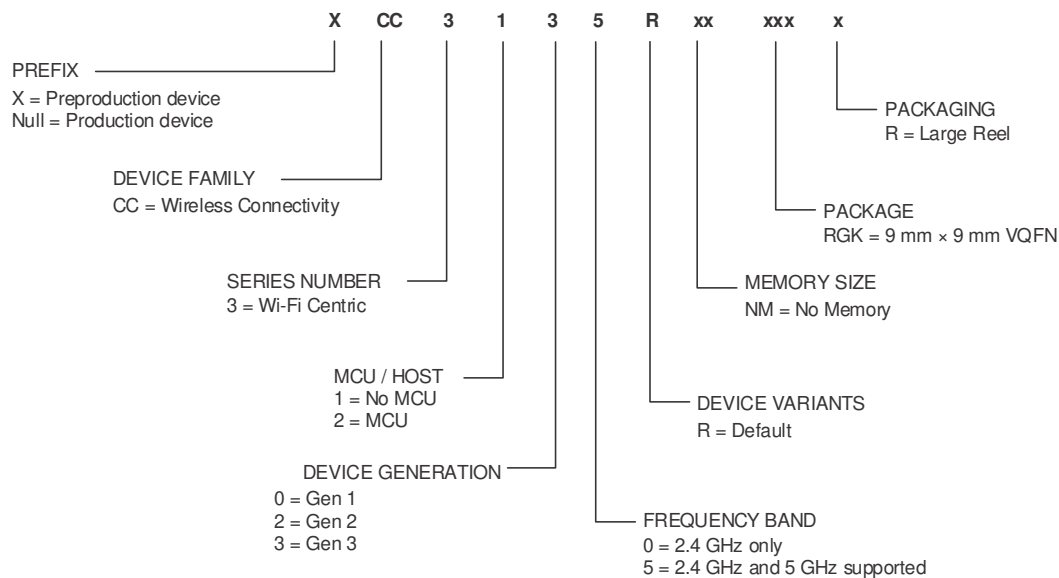 X CC 3 1 3 5 R xx xxx x
PREFIX
X = Preproduction device
Null = Production device
PACKAGING
R = Large Reel
DEVICE FAMILY
CC = Wireless Connectivity
PACKAGE
RGK = 9 mm × 9 mm VQFN
SERIES NUMBER
3 = Wi-Fi Centric
MEMORY SIZE
NM = No Memory
MCU / HOST
1 = No MCU
2 = MCU
DEVICE VARIANTS
R = Default
DEVICE GENERATION
0 = Gen 1
2 = Gen 2
3 = Gen 3
FREQUENCY BAND
0 = 2.4 GHz only
5 = 2.4 GHz and 5 GHz supported